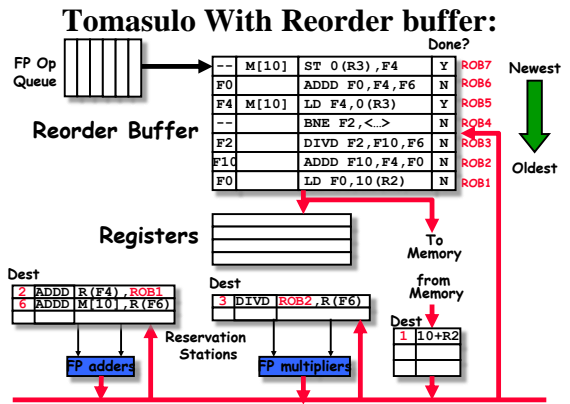 Tomasulo With Reorder buffer:
Done?
FP Op
Queue
-- M[10] ST 0(R3),F4 Y ROB7
F0 ADDD F0,F4,F6 N ROB6
F4 M[10] LD F4,0(R3) Y ROB5
-- BNE F2,<…> N ROB4
F2 DIVD F2,F10,F6 N ROB3
F10 ADDD F10,F4,F0 N ROB2
F0 LD F0,10(R2) N ROB1
Newest
Oldest
Reorder Buffer
Registers
To
Memory
from
Memory
Dest
2 ADDD R(F4),ROB1
6 ADDD M[10],R(F6)
Dest
3 DIVD ROB2,R(F6)
Dest
1 10+R2
Reservation
Stations
FP adders
FP multipliers